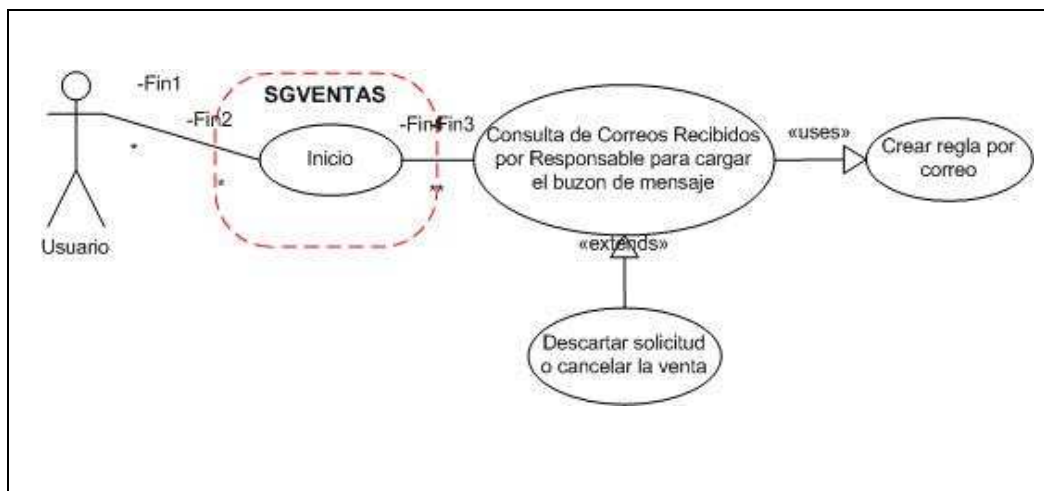 -Fin1
SGVENTAS
-Fin2
-Fin3
*
Inicio
*
Consulta de Correos Recibidos
por Responsable para cargar
el buzon de mensaje
«uses»
Crear regla por
correo
Usuario
«extends»
Descartar solicitud
o cancelar la venta